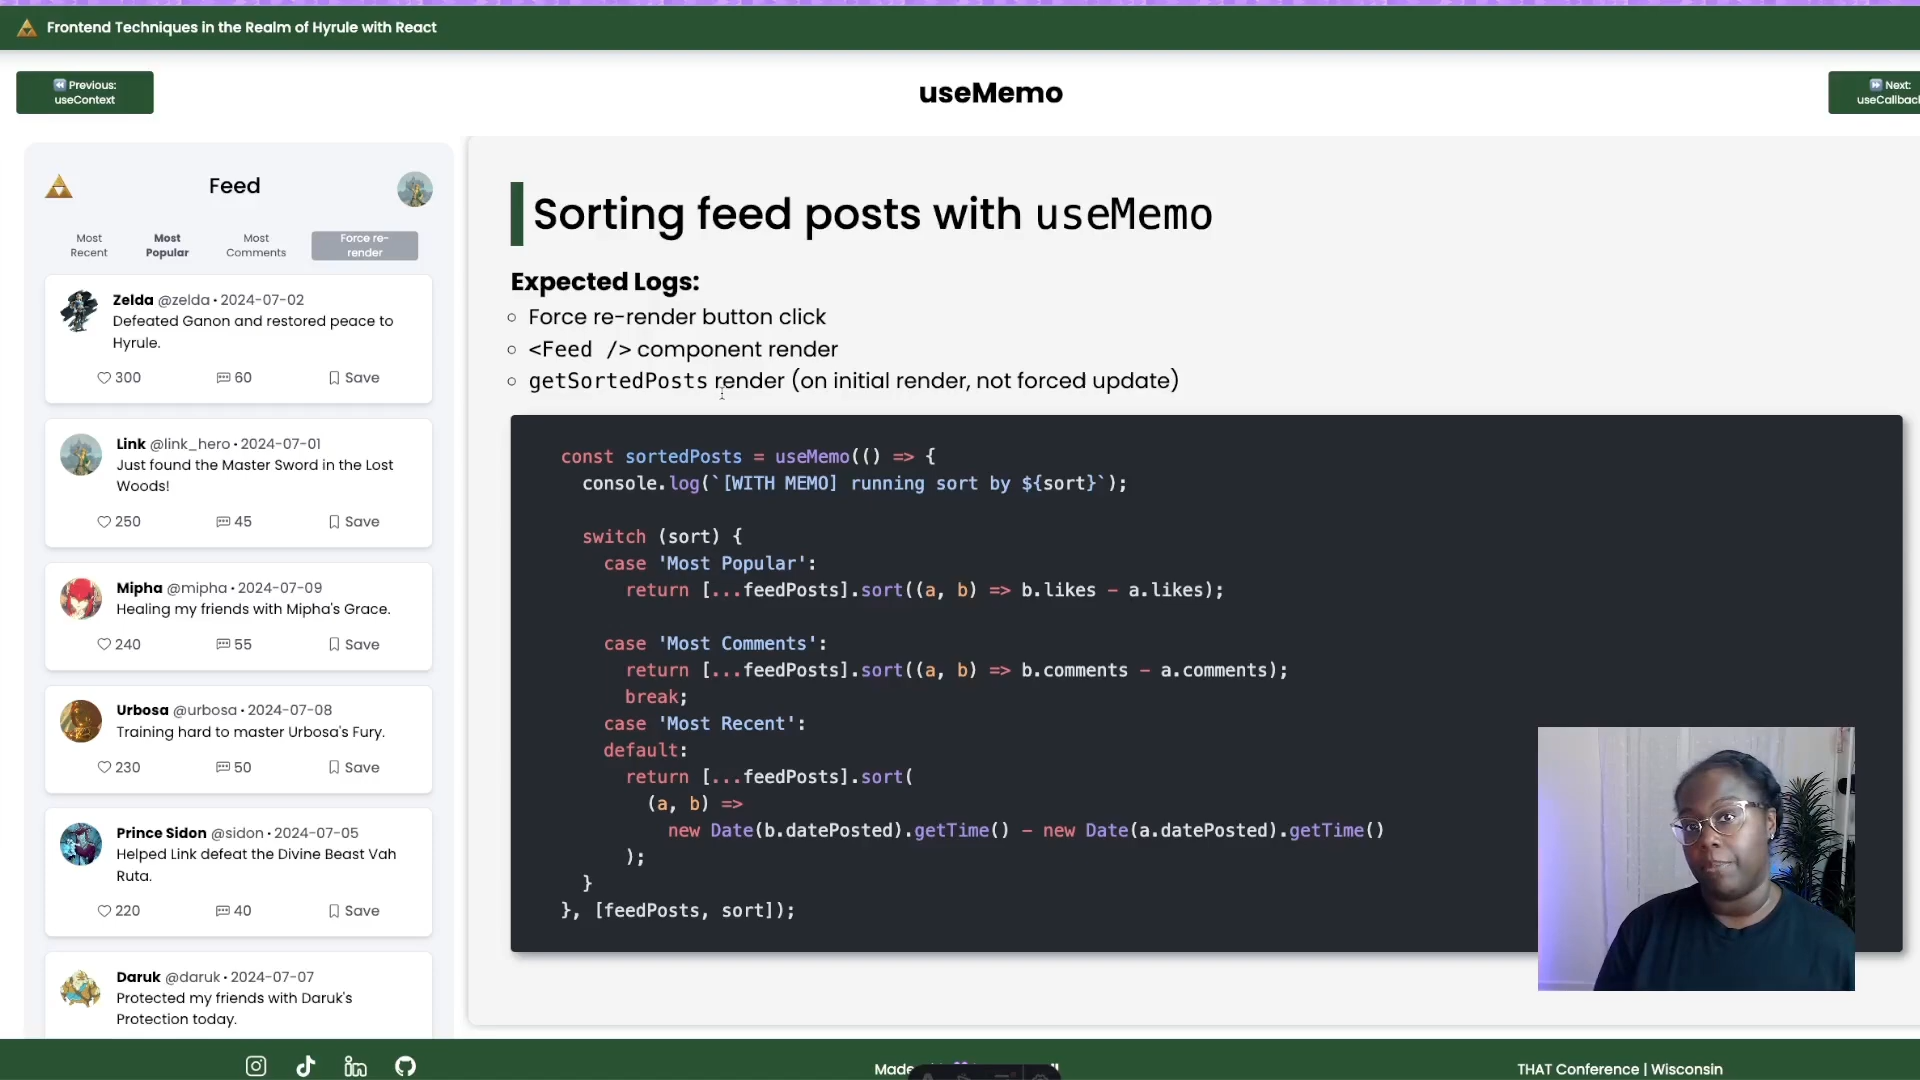 Frontend Techniques in the Realm of Hyrule with React
Previous:
useContext
useMemo
Next:
useCallback
Feed
Most
Recent
Most
Popular
Most
Comments
Force re-
render
Zelda @zelda • 2024-07-02
Defeated Ganon and restored peace to
Hyrule.
300 60 Save
Link @link_hero • 2024-07-01
Just found the Master Sword in the Lost
Woods!
250 45 Save
Mipha @mipha • 2024-07-09
Healing my friends with Mipha's Grace.
240 55 Save
Urbosa @urbosa • 2024-07-08
Training hard to master Urbosa's Fury.
230 50 Save
Prince Sidon @sidon • 2024-07-05
Helped Link defeat the Divine Beast Vah
Ruta.
220 40 Save
Daruk @daruk • 2024-07-07
Protected my friends with Daruk's
Protection today.
Sorting feed posts with useMemo
Expected Logs:
Force re-render button click
<Feed /> component render
getSortedPosts render (on initial render, not forced update)
const sortedPosts = useMemo(() => {
console.log(`[WITH MEMO] running sort by ${sort}`);
switch (sort) {
case 'Most Popular':
return [...feedPosts].sort((a, b) => b.likes - a.likes);
case 'Most Comments':
return [...feedPosts].sort((a, b) => b.comments - a.comments);
break;
case 'Most Recent':
default:
return [...feedPosts].sort(
(a, b) =>
new Date(b.datePosted).getTime() - new Date(a.datePosted).getTime()
);
}
}, [feedPosts, sort]);
Made
THAT Conference | Wisconsin